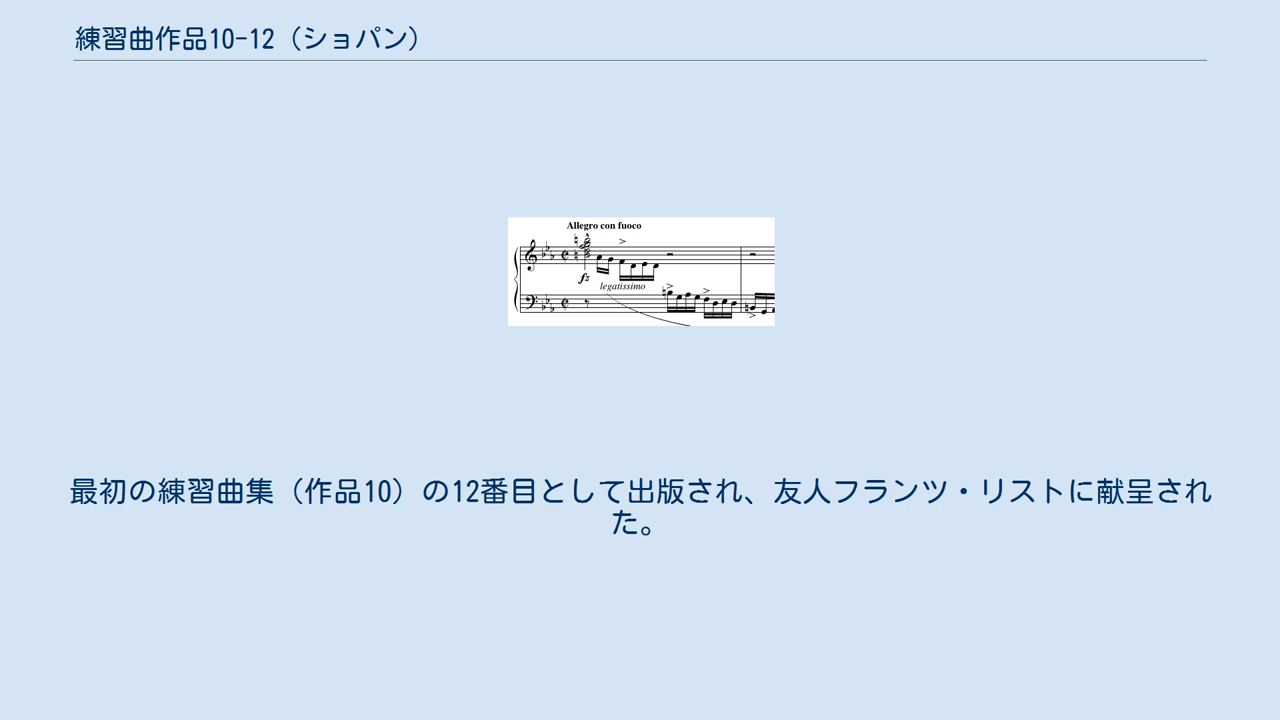 練習曲作品10-12（ショパン）
Allegro con fuoco
fz
legatissimo
最初の練習曲集（作品10）の12番目として出版され、友人フランツ・リストに献呈され
た。